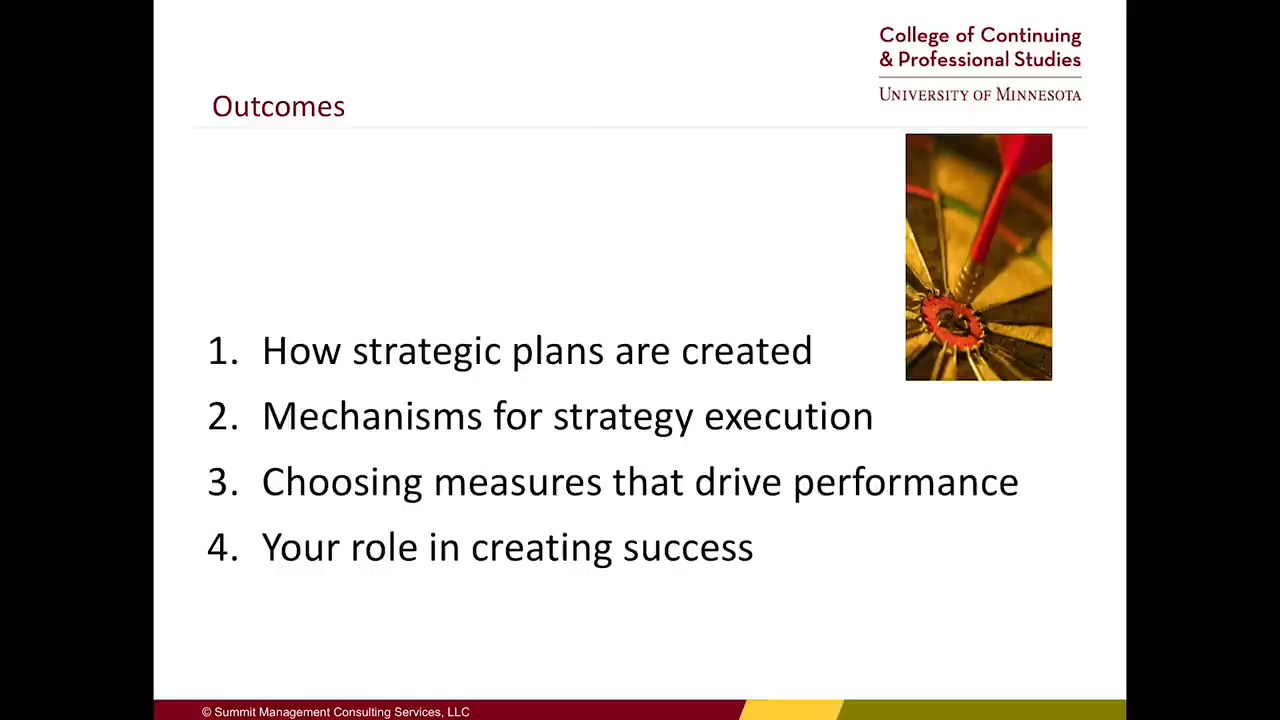 College of Continuing
& Professional Studies
UNIVERSITY OF MINNESOTA
Outcomes
1. How strategic plans are created
2. Mechanisms for strategy execution
3. Choosing measures that drive performance
4. Your role in creating success
© Summit Management Consulting Services, LLC